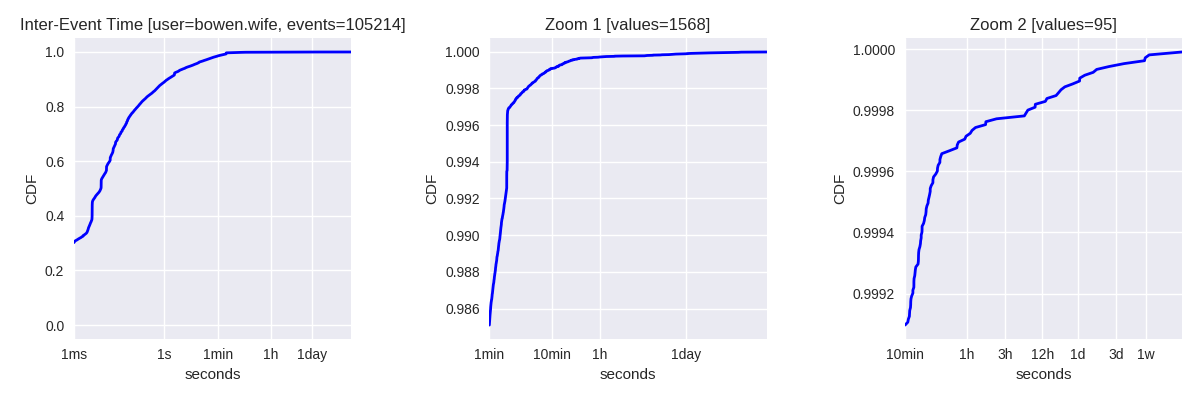 Inter-Event Time [user=bowen.wife, events=105214]
CDF
1.0
0.8
0.6
0.4
0.2
0.0
1ms 1s 1min 1h 1day
seconds
Zoom 1 [values=1568]
CDF
1.000
0.998
0.996
0.994
0.992
0.990
0.988
0.986
1min 10min 1h 1day
seconds
Zoom 2 [values=95]
CDF
1.0000
0.9998
0.9996
0.9994
0.9992
10min 1h 3h 12h 1d 3d 1w
seconds